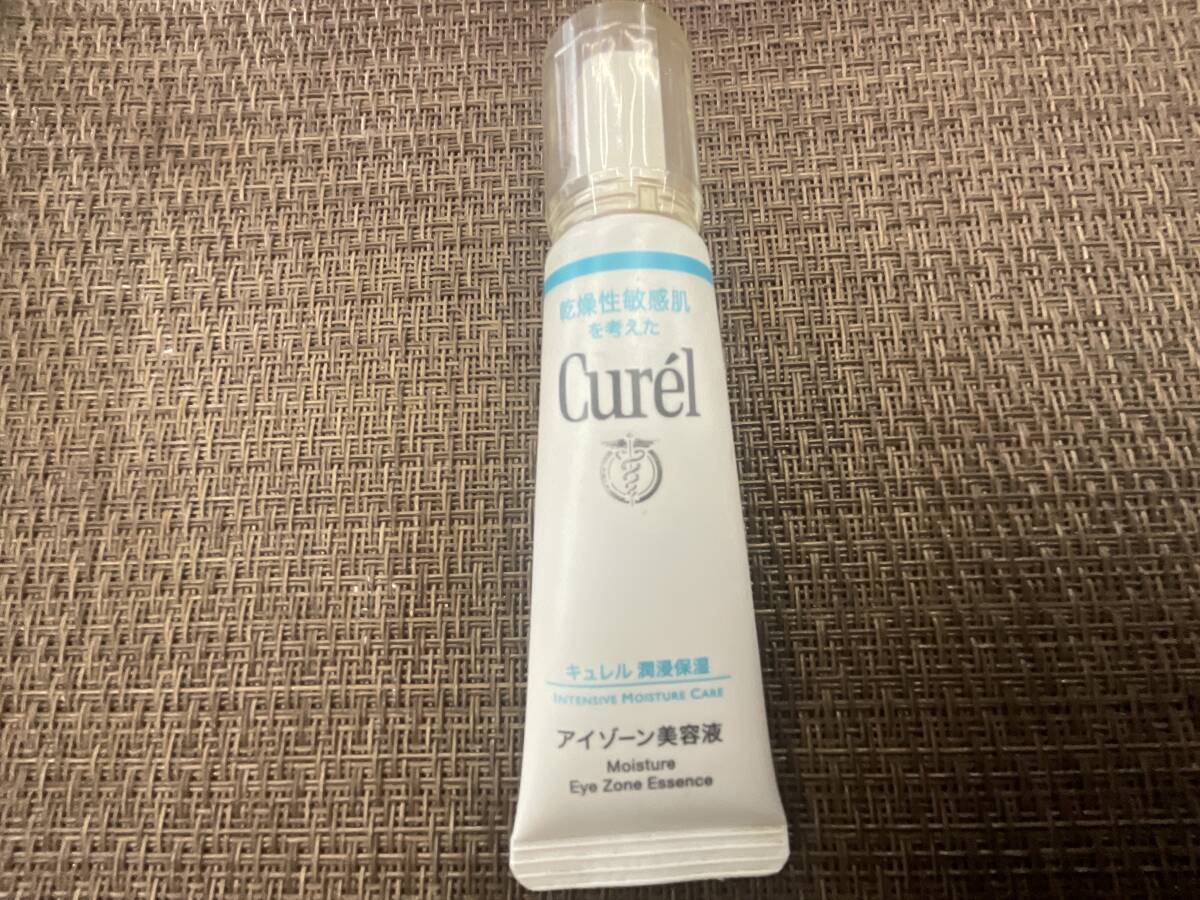 乾燥性敏感肌
を考えた
Curél
キュレル 潤浸保湿
INTENSIVE MOISTURE CARE
アイゾーン美容液
Moisture
Eye Zone Essence